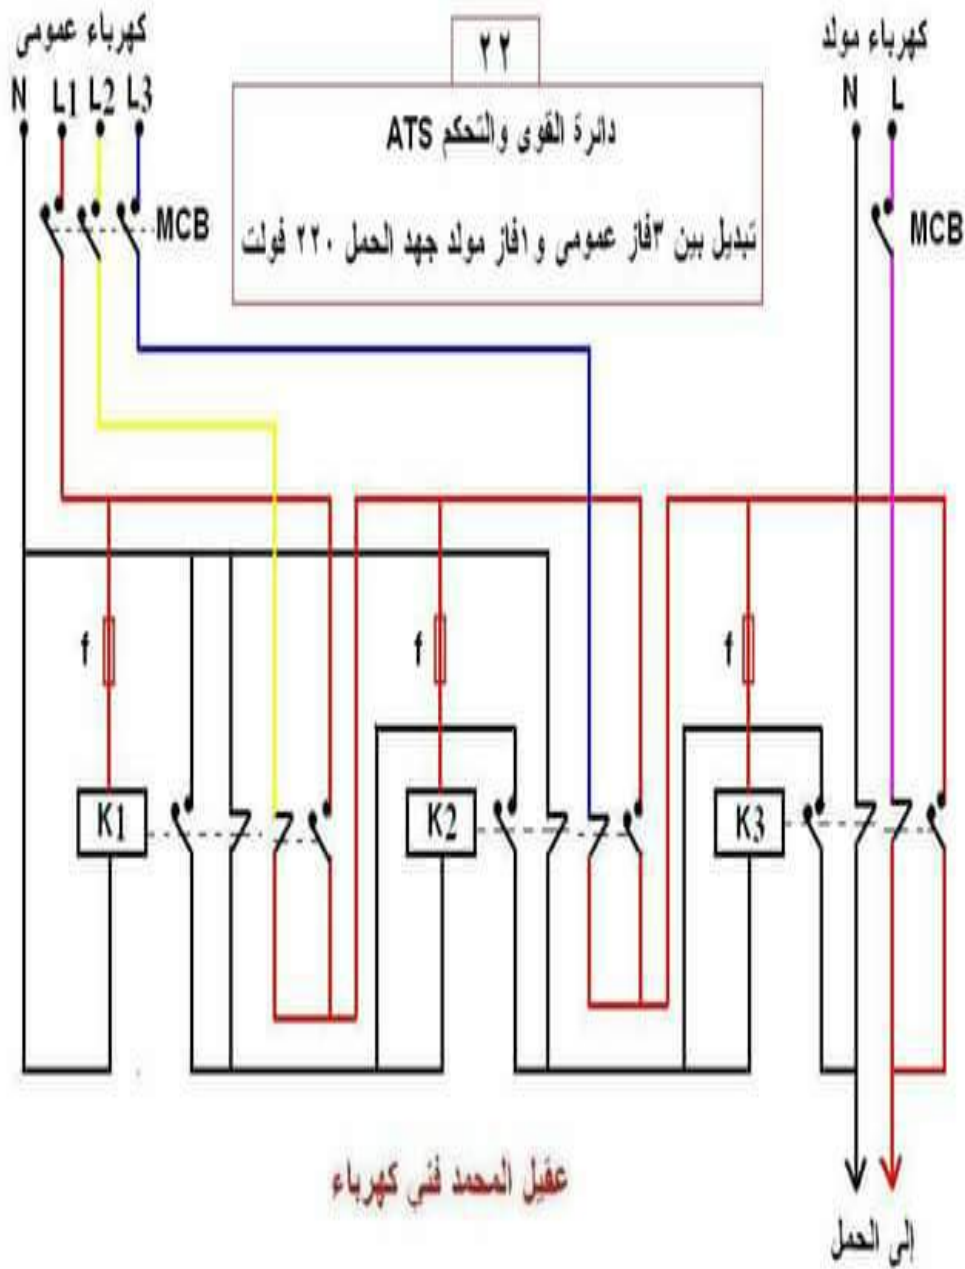 كهرباء عمومي
N L1 L2 L3
MCB
٢٢
دائرة القوى والتحكم ATS
تبديل بين ٣فاز عمومي و ١فاز مولد جهد الحمل ٢٢٠ فولت
كهرباء مولد
N L
MCB
f
f
f
K1
K2
K3
عقيل المحمد فني كهرباء
إلى الحمل